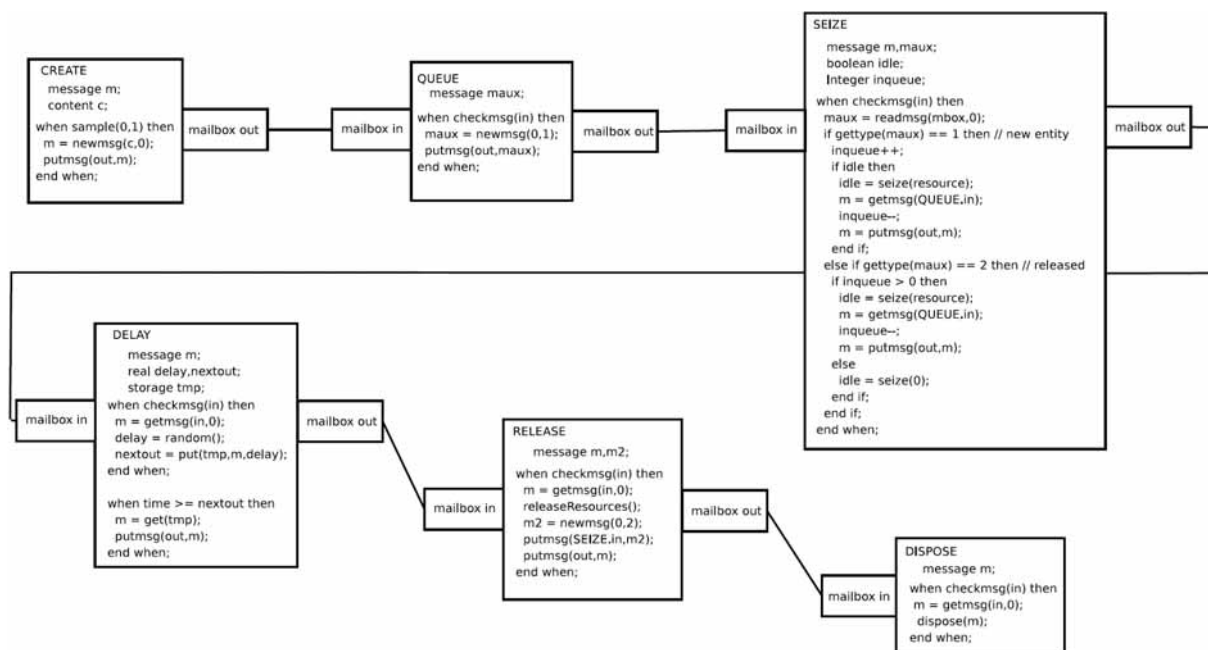 CREATE
message m;
content c;
when sample(0,1) then
m = newmsg(c,0);
putmsg(out,m);
end when;
mailbox out
mailbox in
QUEUE
message maux;
when checkmsg(in) then
maux = newmsg(0,1);
putmsg(out,maux);
end when;
mailbox out
mailbox in
SEIZE
message m,maux;
boolean idle;
Integer inqueue;
when checkmsg(in) then
maux = readmsg(mbox,0);
if gettype(maux) == 1 then // new entity
inqueue++;
if idle then
idle = seize(resource);
m = getmsg(QUEUE.in);
inqueue--;
m = putmsg(out,m);
end if;
else if gettype(maux) == 2 then // released
if inqueue > 0 then
idle = seize(resource);
m = getmsg(QUEUE.in);
inqueue--;
m = putmsg(out,m);
else
idle = seize(0);
end if;
end if;
end when;
mailbox out
mailbox in
DELAY
message m;
real delay,nextout;
storage tmp;
when checkmsg(in) then
m = getmsg(in,0);
delay = random();
nextout = put(tmp,m,delay);
end when;
when time >= nextout then
m = get(tmp);
putmsg(out,m);
end when;
mailbox out
mailbox in
RELEASE
message m,m2;
when checkmsg(in) then
m = getmsg(in,0);
releaseResources();
m2 = newmsg(0,2);
putmsg(SEIZE.in,m2);
putmsg(out,m);
end when;
mailbox out
mailbox in
DISPOSE
message m;
when checkmsg(in) then
m = getmsg(in,0);
dispose(m);
end when;